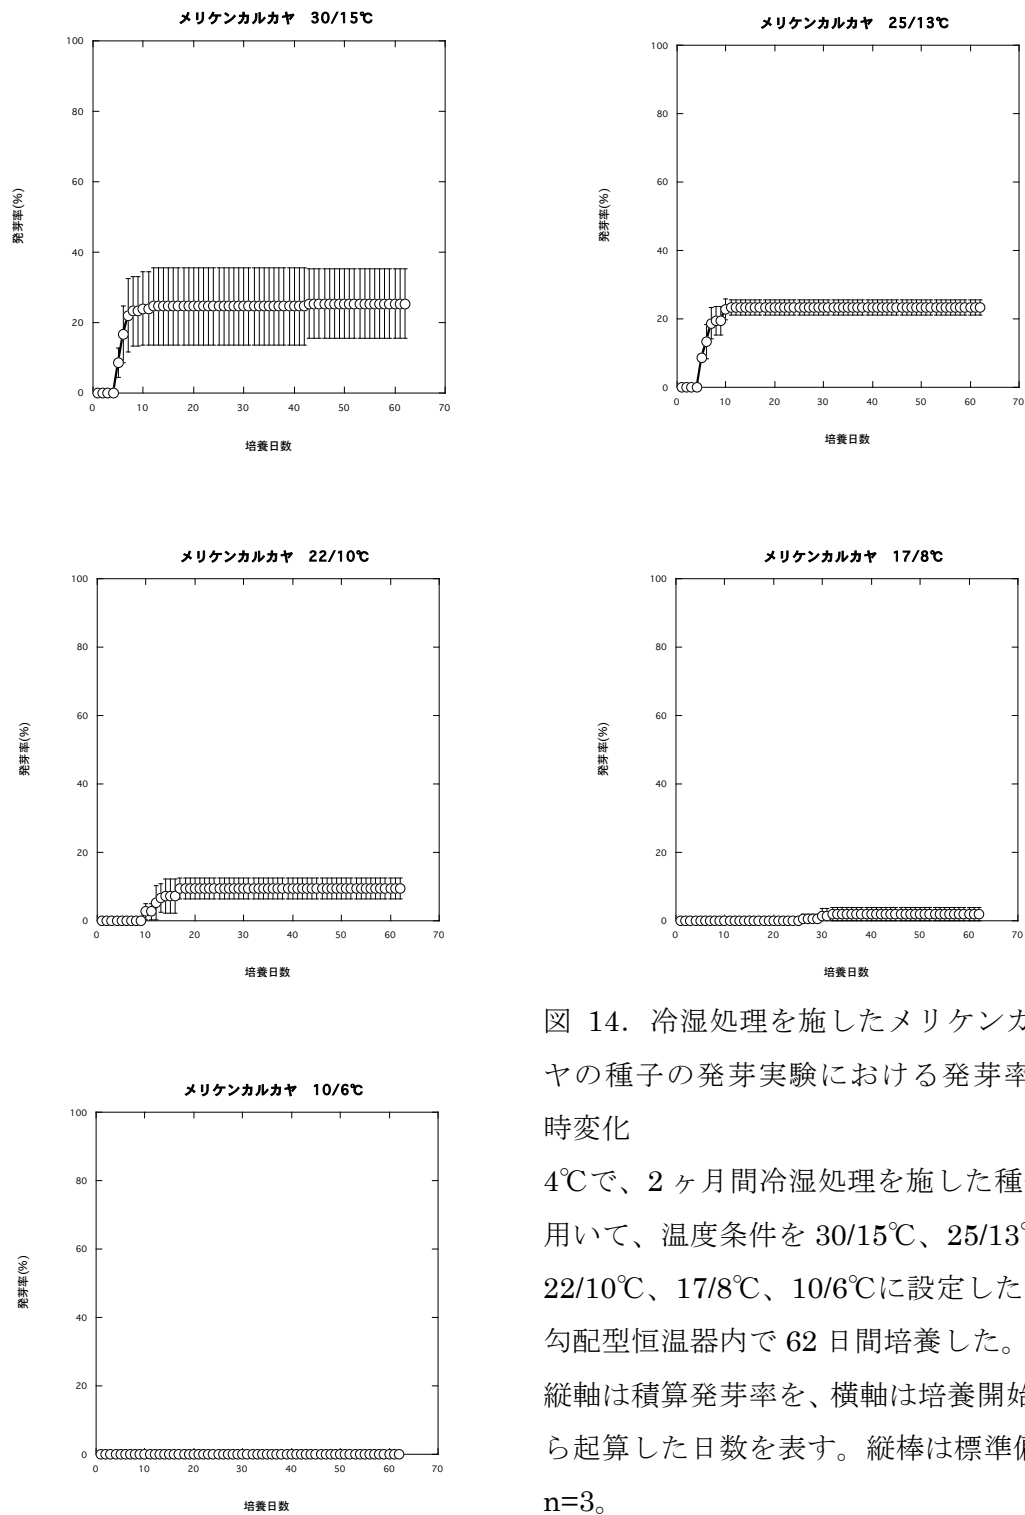 メリケンカルカヤ 30/15℃
100
80
60
40
20
0
0 10 20 30 40 50 60 70
発芽率(%)
培養日数
メリケンカルカヤ 25/13℃
100
80
60
40
20
0
0 10 20 30 40 50 60 70
発芽率(%)
培養日数
メリケンカルカヤ 22/10℃
100
80
60
40
20
0
0 10 20 30 40 50 60 70
発芽率(%)
培養日数
メリケンカルカヤ 17/8℃
100
80
60
40
20
0
0 10 20 30 40 50 60 70
発芽率(%)
培養日数
メリケンカルカヤ 10/6℃
100
80
60
40
20
0
0 10 20 30 40 50 60 70
発芽率(%)
培養日数
図 14. 冷湿処理を施したメリケンカ
ヤの種子の発芽実験における発芽率
時変化
4℃で、2 ヶ月間冷湿処理を施した種
用いて、温度条件を 30/15℃、25/13℃
22/10℃、17/8℃、10/6℃に設定した
勾配型恒温器内で 62 日間培養した。
縦軸は積算発芽率を、横軸は培養開始
ら起算した日数を表す。縦棒は標準偏
n=3。